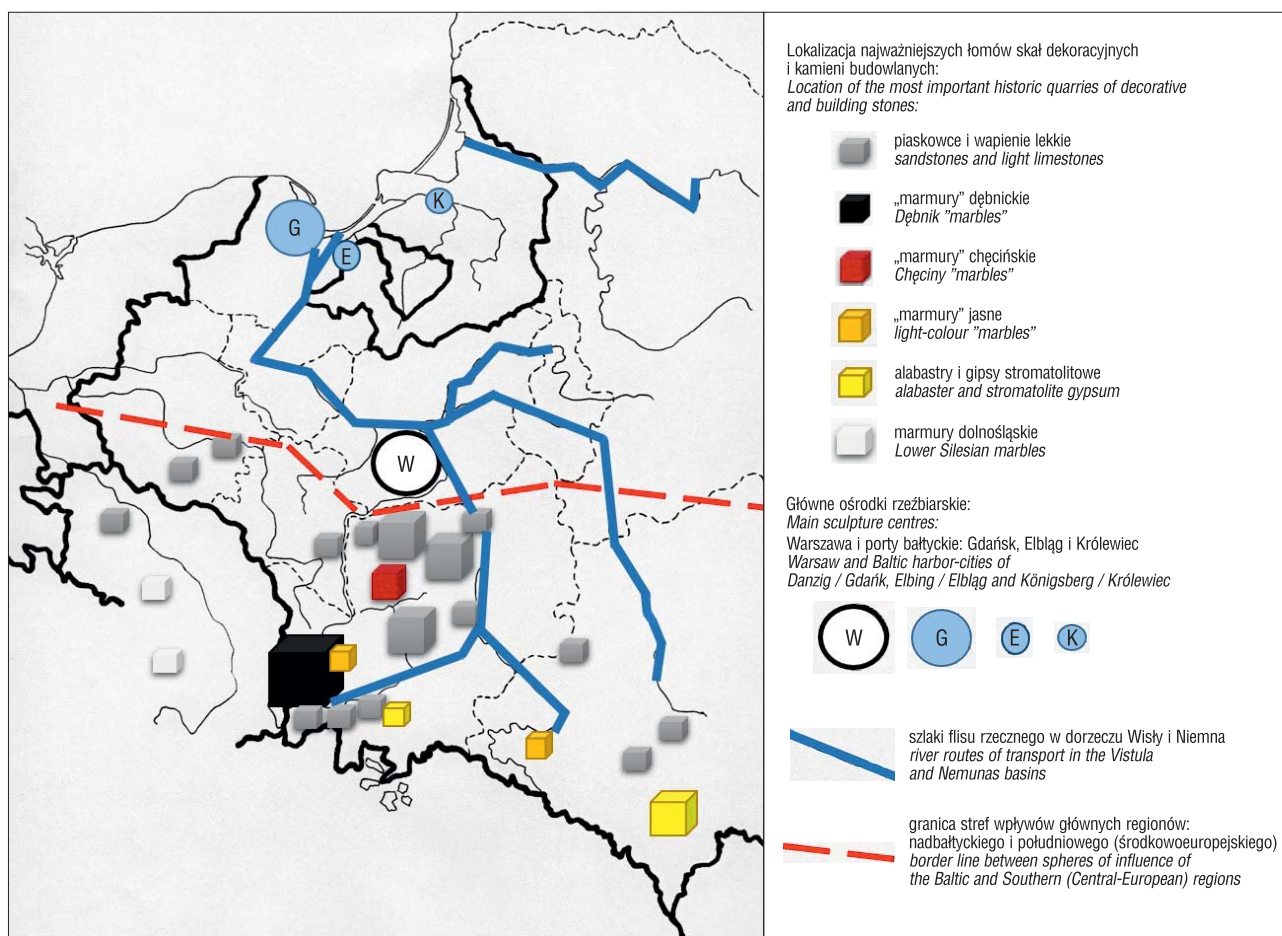 G
K
E
W
Lokalizacja najważniejszych łomów skał dekoracyjnych
i kamieni budowlanych:
Location of the most important historic quarries of decorative
and building stones:
piaskowce i wapienie lekkie
sandstones and light limestones
„marmury” dębnickie
Dębnik ”marbles”
„marmury” chęcińskie
Chęciny ”marbles”
„marmury” jasne
light-colour ”marbles”
alabastry i gipsy stromatolitowe
alabaster and stromatolite gypsum
marmury dolnośląskie
Lower Silesian marbles
Główne ośrodki rzeźbiarskie:
Main sculpture centres:
Warszawa i porty bałtyckie: Gdańsk, Elbląg i Królewiec
Warsaw and Baltic harbor-cities of
Danzig / Gdańk, Elbing / Elbląg and Königsberg / Królewiec
W G E K
szlaki flisu rzecznego w dorzeczu Wisły i Niemna
river routes of transport in the Vistula
and Nemunas basins
granica stref wpływów głównych regionów:
nadbałtyckiego i południowego (środkowoeuropejskiego)
border line between spheres of influence of
the Baltic and Southern (Central-European) regions